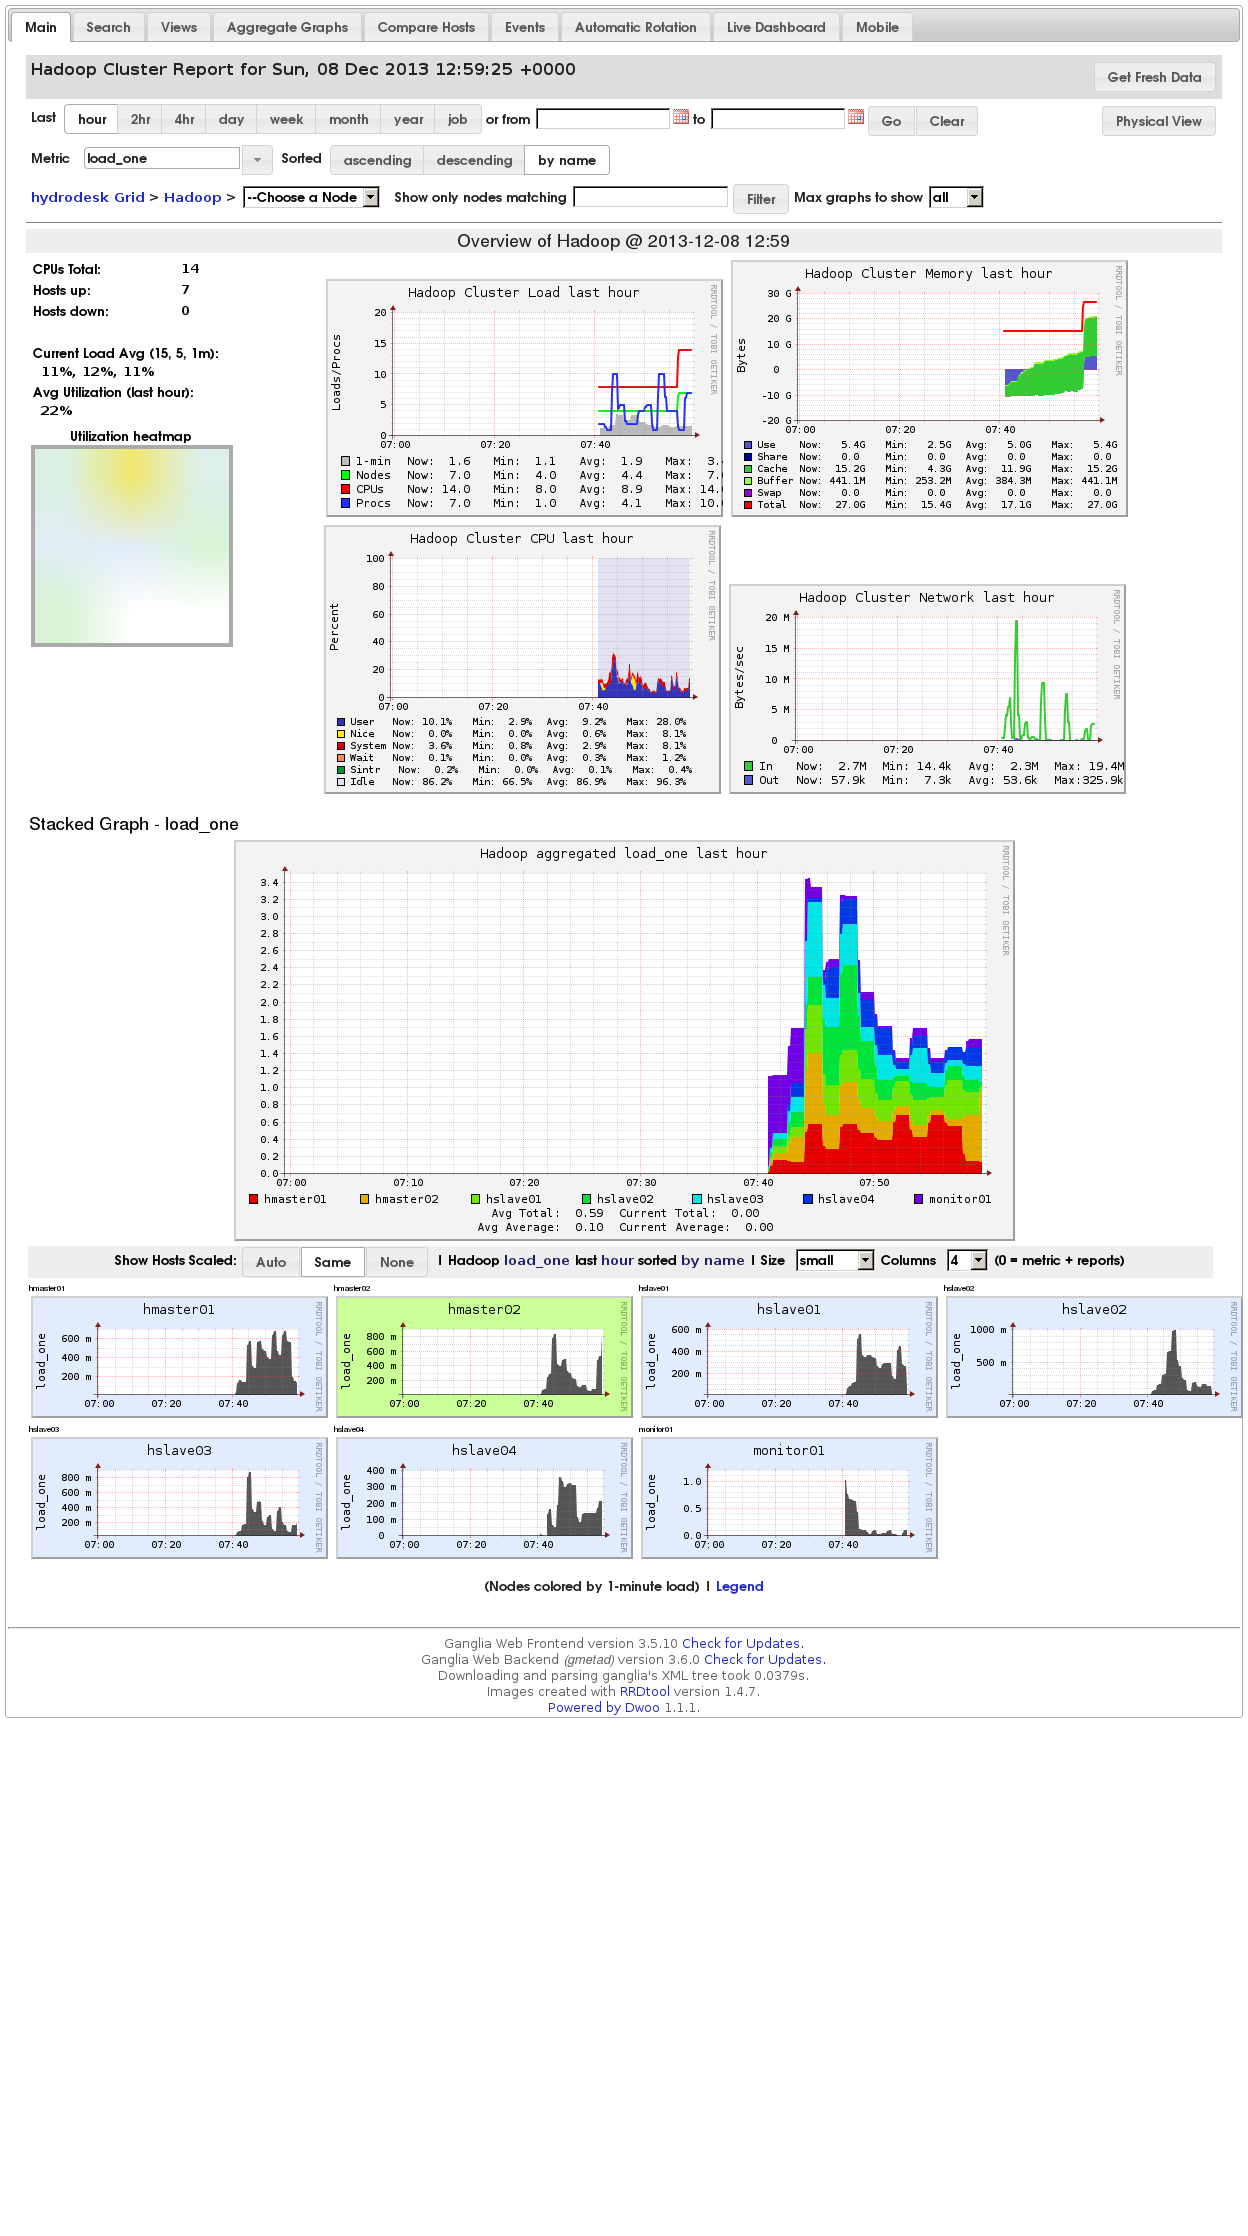 Main Search Views Aggregate Graphs Compare Hosts Events Automatic Rotation Live Dashboard Mobile
Hadoop Cluster Report for Sun, 08 Dec 2013 12:59:25 +0000
Get Fresh Data
Last hour 2hr 4hr day week month year job or from to Go Clear Physical View
Metric load_one Sorted ascending descending by name
hydrodesk Grid > Hadoop > --Choose a Node Show only nodes matching Filter Max graphs to show all
Overview of Hadoop @ 2013-12-08 12:59
CPUs Total: 14
Hosts up: 7
Hosts down: 0
Current Load Avg (15, 5, 1m):
11%, 12%, 11%
Avg Utilization (last hour):
22%
Utilization heatmap
Hadoop Cluster Load last hour
RRDTOOL / TOBI OETIKER
Loads/Procs
20
15
10
5
0
07:00 07:20 07:40
1-min Now: 1.6 Min: 1.1 Avg: 1.9 Max: 3.
Nodes Now: 7.0 Min: 4.0 Avg: 4.4 Max: 7.
CPUs Now: 14.0 Min: 8.0 Avg: 8.9 Max: 14.
Procs Now: 7.0 Min: 1.0 Avg: 4.1 Max: 10.
Hadoop Cluster Memory last hour
RRDTOOL / TOBI OETIKER
Bytes
30 G
20 G
10 G
0
-10 G
-20 G
07:00 07:20 07:40
Use Now: 5.4G Min: 2.5G Avg: 5.0G Max: 5.4G
Share Now: 0.0 Min: 0.0 Avg: 0.0 Max: 0.0
Cache Now: 15.2G Min: 4.3G Avg: 11.9G Max: 15.2G
Buffer Now: 441.1M Min: 253.2M Avg: 384.3M Max: 441.1M
Swap Now: 0.0 Min: 0.0 Avg: 0.0 Max: 0.0
Total Now: 27.0G Min: 15.4G Avg: 17.1G Max: 27.0G
Hadoop Cluster CPU last hour
RRDTOOL / TOBI OETIKER
Percent
100
80
60
40
20
0
07:00 07:20 07:40
User Now: 10.1% Min: 2.9% Avg: 9.2% Max: 28.0%
Nice Now: 0.0% Min: 0.0% Avg: 0.6% Max: 8.1%
System Now: 3.6% Min: 0.8% Avg: 2.9% Max: 8.1%
Wait Now: 0.1% Min: 0.0% Avg: 0.3% Max: 1.2%
Sintr Now: 0.2% Min: 0.0% Avg: 0.1% Max: 0.4%
Idle Now: 86.2% Min: 66.5% Avg: 86.9% Max: 96.3%
Hadoop Cluster Network last hour
RRDTOOL / TOBI OETIKER
Bytes/sec
20 M
15 M
10 M
5 M
0
07:00 07:20 07:40
In Now: 2.7M Min: 14.4k Avg: 2.3M Max: 19.4M
Out Now: 57.9k Min: 7.3k Avg: 53.6k Max:325.9k
Stacked Graph - load_one
Hadoop aggregated load_one last hour
RRDTOOL / TOBI OETIKER
3.4
3.2
3.0
2.8
2.6
2.4
2.2
2.0
1.8
1.6
1.4
1.2
1.0
0.8
0.6
0.4
0.2
0.0
07:00 07:10 07:20 07:30 07:40 07:50
hmaster01 hmaster02 hslave01 hslave02 hslave03 hslave04 monitor01
Avg Total: 0.59 Current Total: 0.00
Avg Average: 0.10 Current Average: 0.00
Show Hosts Scaled: Auto Same None | Hadoop load_one last hour sorted by name | Size small Columns 4 (0 = metric + reports)
hmaster01 hmaster02 hslave01 hslave02
hmaster01
RRDTOOL / TOBI OETIKER
load_one
600 m
400 m
200 m
07:00 07:20 07:40
hmaster02
RRDTOOL / TOBI OETIKER
load_one
800 m
600 m
400 m
200 m
07:00 07:20 07:40
hslave01
RRDTOOL / TOBI OETIKER
load_one
600 m
400 m
200 m
07:00 07:20 07:40
hslave02
RRDTOOL / TOBI OETIKER
load_one
1000 m
500 m
07:00 07:20 07:40
hslave03 hslave04 monitor01
hslave03
RRDTOOL / TOBI OETIKER
load_one
800 m
600 m
400 m
200 m
07:00 07:20 07:40
hslave04
RRDTOOL / TOBI OETIKER
load_one
400 m
300 m
200 m
100 m
0
07:00 07:20 07:40
monitor01
RRDTOOL / TOBI OETIKER
load_one
1.0
0.5
0.0
07:00 07:20 07:40
(Nodes colored by 1-minute load) | Legend
Ganglia Web Frontend version 3.5.10 Check for Updates.
Ganglia Web Backend (gmetad) version 3.6.0 Check for Updates.
Downloading and parsing ganglia's XML tree took 0.0379s.
Images created with RRDtool version 1.4.7.
Powered by Dwoo 1.1.1.